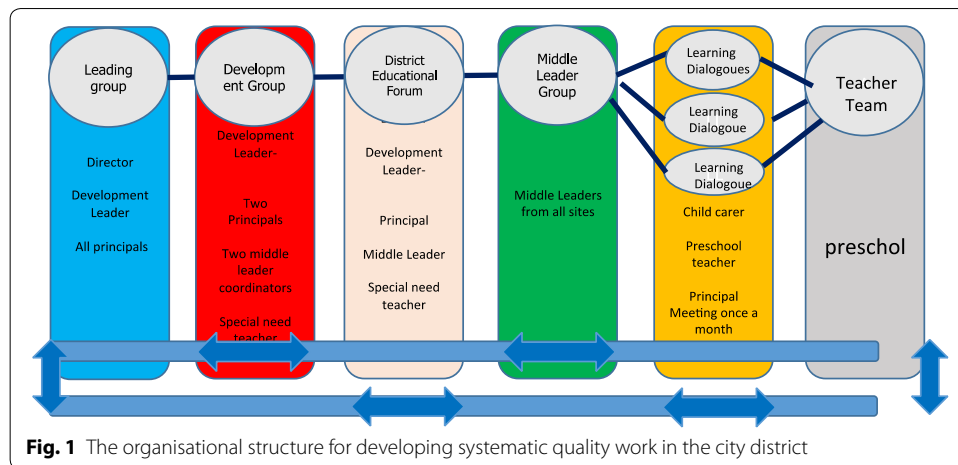 Leading
group
Director
Development
Leader
All principals
Developm
ent Group
Development
Leader-
Two
Principals
Two middle
leader
coordinators
Special need
teacher
District
Educational
Forum
Development
Leader-
Principal
Middle Leader
Special need
teacher
Middle
Leader
Group
Middle Leaders
from all sites
Learning
Dialogues
Learning
Dialogue
Learning
Dialogue
Child carer
Preschool
teacher
Principal
Meeting once a
month
Teacher
Team
preschol
Fig. 1 The organisational structure for developing systematic quality work in the city district